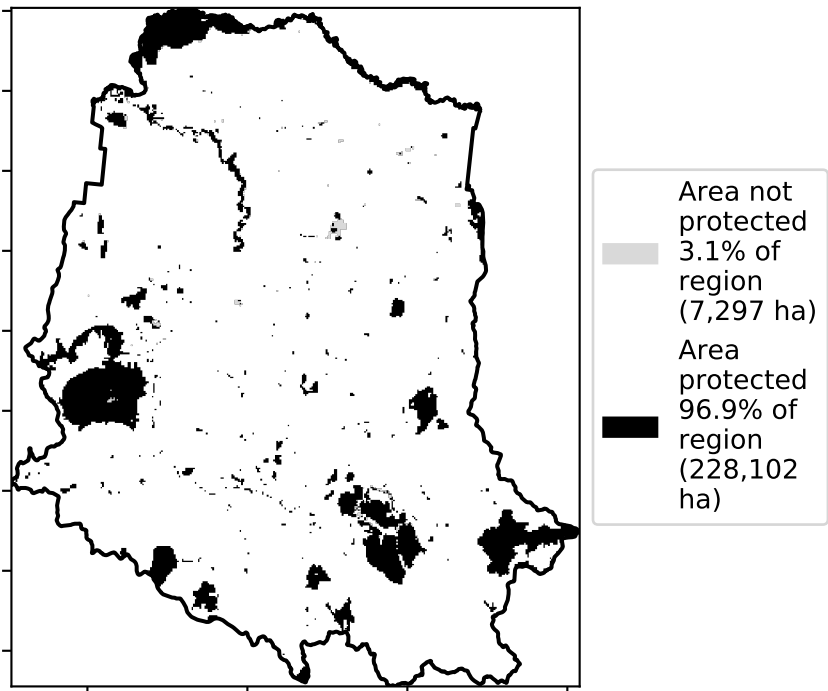 Area not
protected
3.1% of
region
(7,297 ha)
Area
protected
96.9% of
region
(228,102
ha)